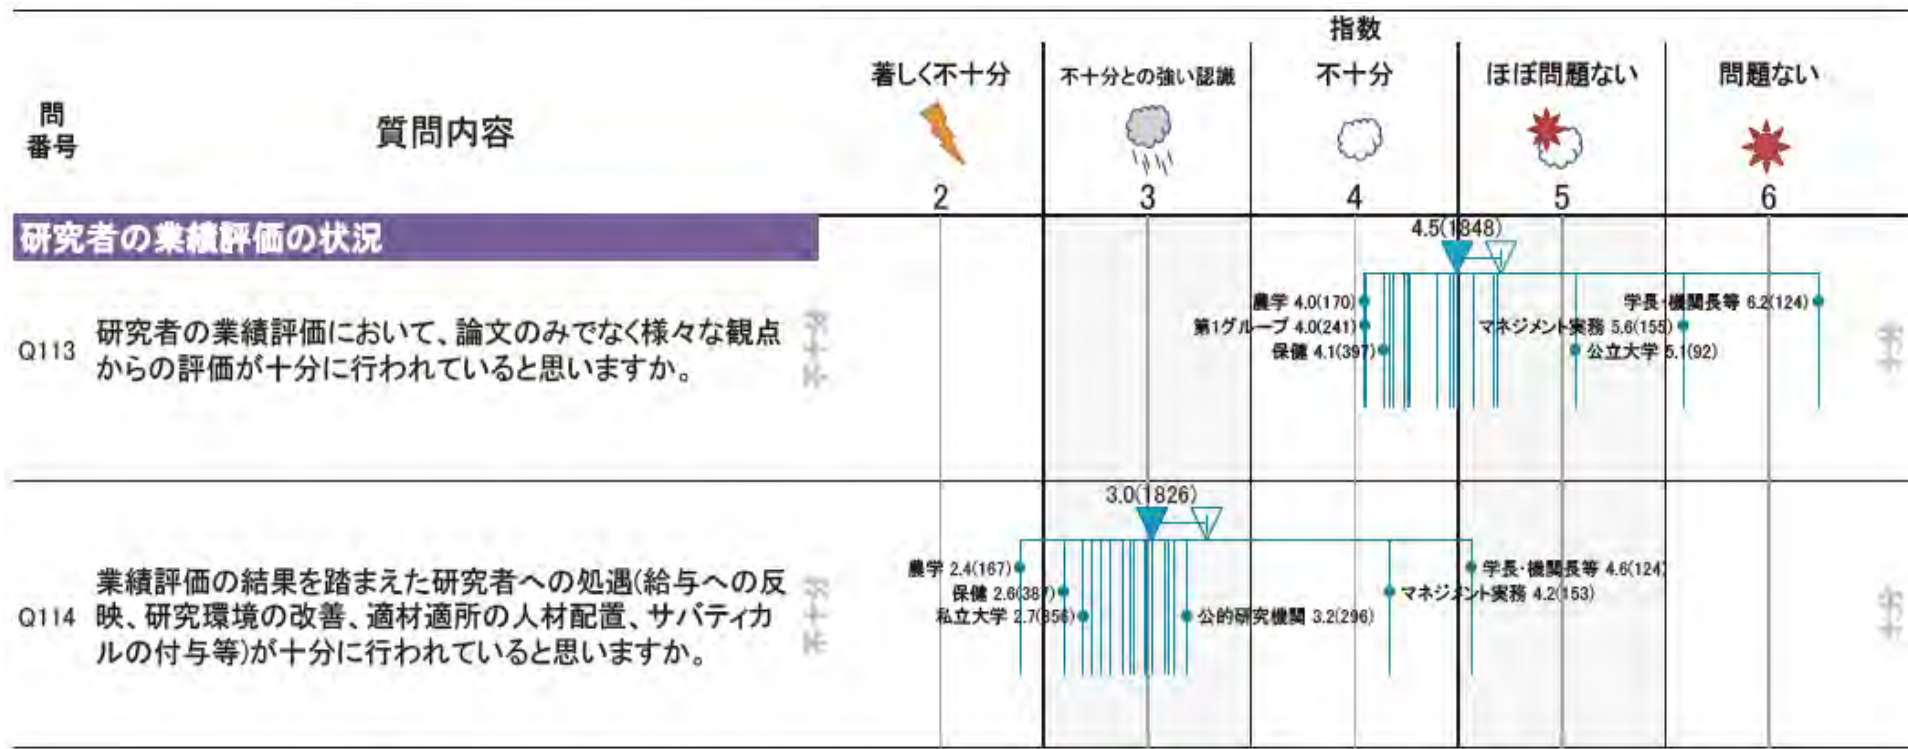 指数
著しく不十分 不十分との強い認識 不十分 ほぼ問題ない 問題ない
問番号 質問内容
2 3 4 5 6
研究者の業績評価の状況
4.5(1848)
Q113 研究者の業績評価において、論文のみでなく様々な観点
からの評価が十分に行われていると思いますか。
不十分
農学 4.0(170)
第1グループ 4.0(241)
保健 4.1(397)
学長・機関長等 6.2(124)
マネジメント実務 5.6(155)
公立大学 5.1(92)
十分
3.0(1826)
Q114 業績評価の結果を踏まえた研究者への処遇(給与への反
映、研究環境の改善、適材適所の人材配置、サバティカ
ルの付与等)が十分に行われていると思いますか。
不十分
農学 2.4(167)
保健 2.6(387)
私立大学 2.7(356)
学長・機関長等 4.6(124)
マネジメント実務 4.2(153)
公的研究機関 3.2(296)
十分